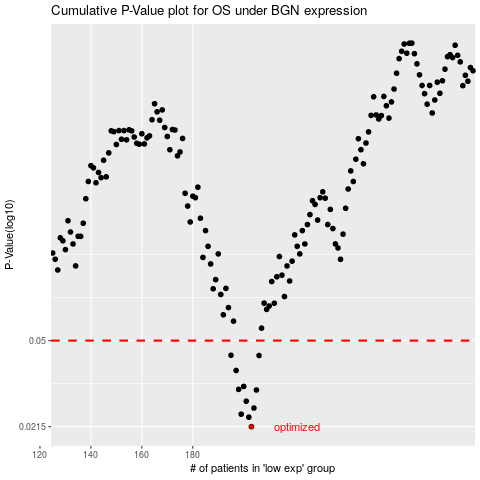 Cumulative P-Value plot for OS under BGN expression
P-Value(log10)
0.05
0.0215
optimized
120 140 160 180
# of patients in 'low exp' group